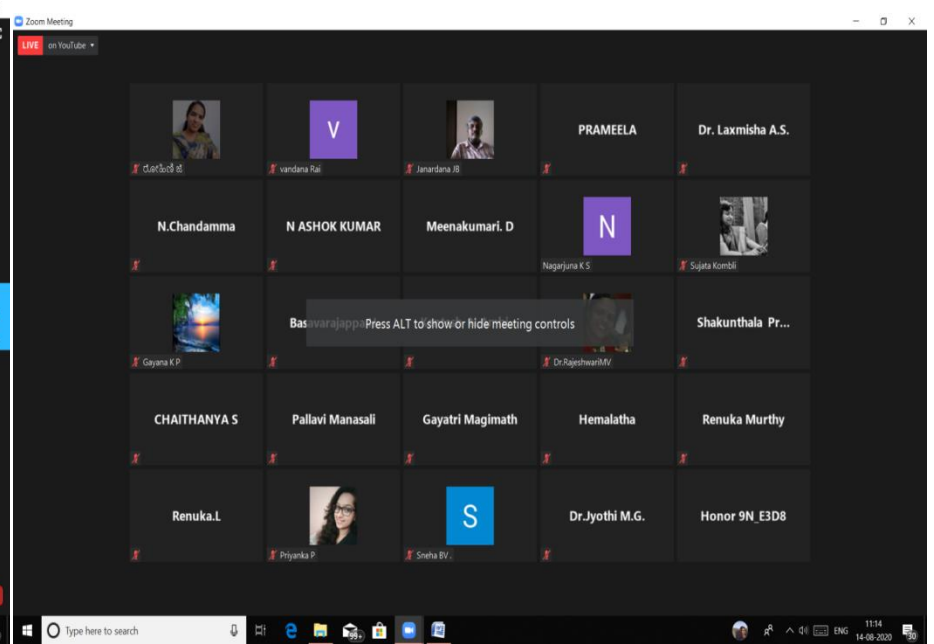 Zoom Meeting
LIVE on YouTube
V
PRAMEELA
Dr. Laxmisha A.S.
ರೋಹಿಣಿ ಜಿ
vandana Rai
Janardana JB
N.Chandamma
N ASHOK KUMAR
Meenakumari. D
N
Nagarjuna K S
Sujata Kombli
Basavarajappa
Press ALT to show or hide meeting controls
Shakunthala Pr...
Gayana K P
Dr.RajeshwariMV
CHAITHANYA S
Pallavi Manasali
Gayatri Magimath
Hemalatha
Renuka Murthy
Renuka.L
S
Dr.Jyothi M.G.
Honor 9N_E3D8
Priyanka P
Sneha BV .
Type here to search
99+
ENG
11:14
14-08-2020
30